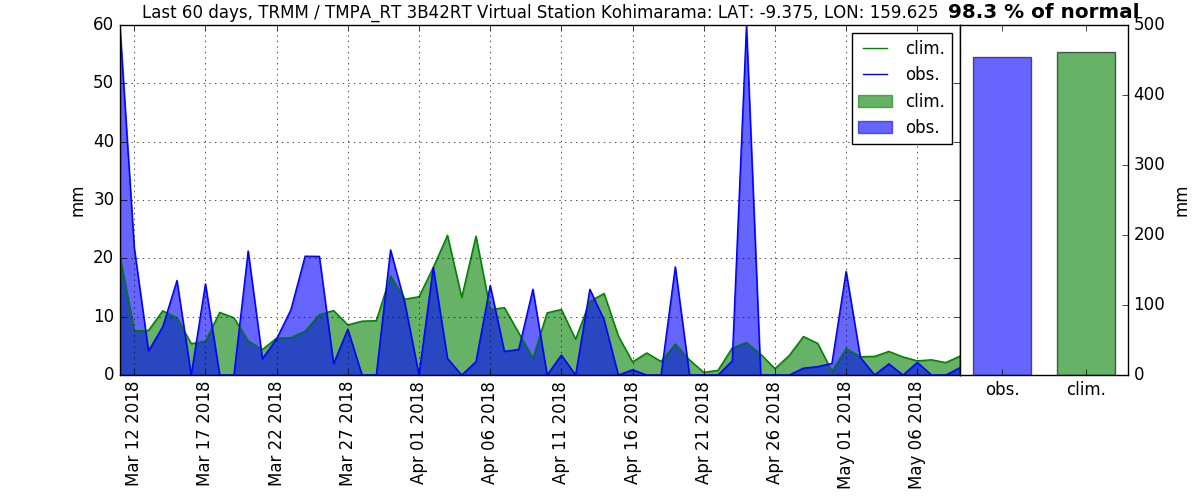 Last 60 days, TRMM / TMPA_RT 3B42RT Virtual Station Kohimarama: LAT: -9.375, LON: 159.625 98.3 % of normal
60
50
40
30
20
10
0
mm
clim.
obs.
clim.
obs.
500
400
300
200
100
0
mm
Mar 12 2018
Mar 17 2018
Mar 22 2018
Mar 27 2018
Apr 01 2018
Apr 06 2018
Apr 11 2018
Apr 16 2018
Apr 21 2018
Apr 26 2018
May 01 2018
May 06 2018
obs.
clim.